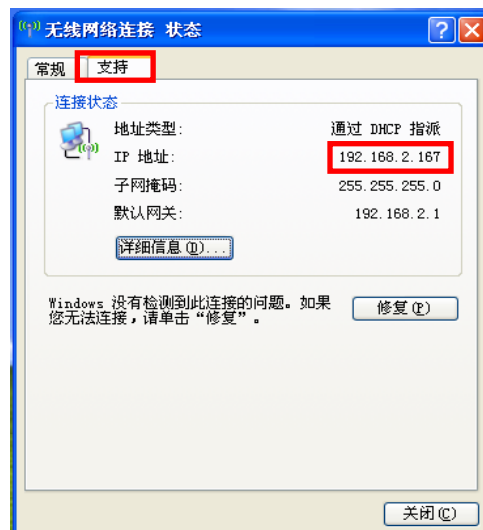 无线网络连接 状态
常规 支持
连接状态
地址类型: 通过 DHCP 指派
IP 地址: 192.168.2.167
子网掩码: 255.255.255.0
默认网关: 192.168.2.1
详细信息(D)...
Windows 没有检测到此连接的问题。如果
您无法连接，请单击“修复”。
修复(P)
关闭(C)